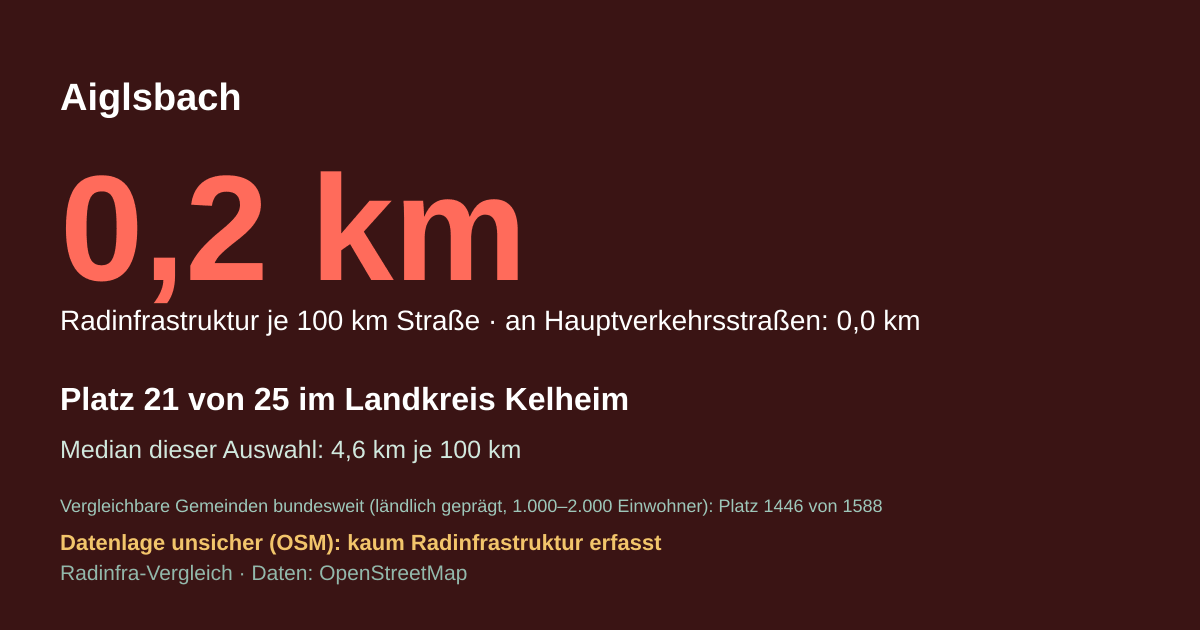 Aiglsbach
0,2 km
Radinfrastruktur je 100 km Straße · an Hauptverkehrsstraßen: 0,0 km
Platz 21 von 25 im Landkreis Kelheim
Median dieser Auswahl: 4,6 km je 100 km
Vergleichbare Gemeinden bundesweit (ländlich geprägt, 1.000–2.000 Einwohner): Platz 1446 von 1588
Datenlage unsicher (OSM): kaum Radinfrastruktur erfasst
Radinfra-Vergleich · Daten: OpenStreetMap